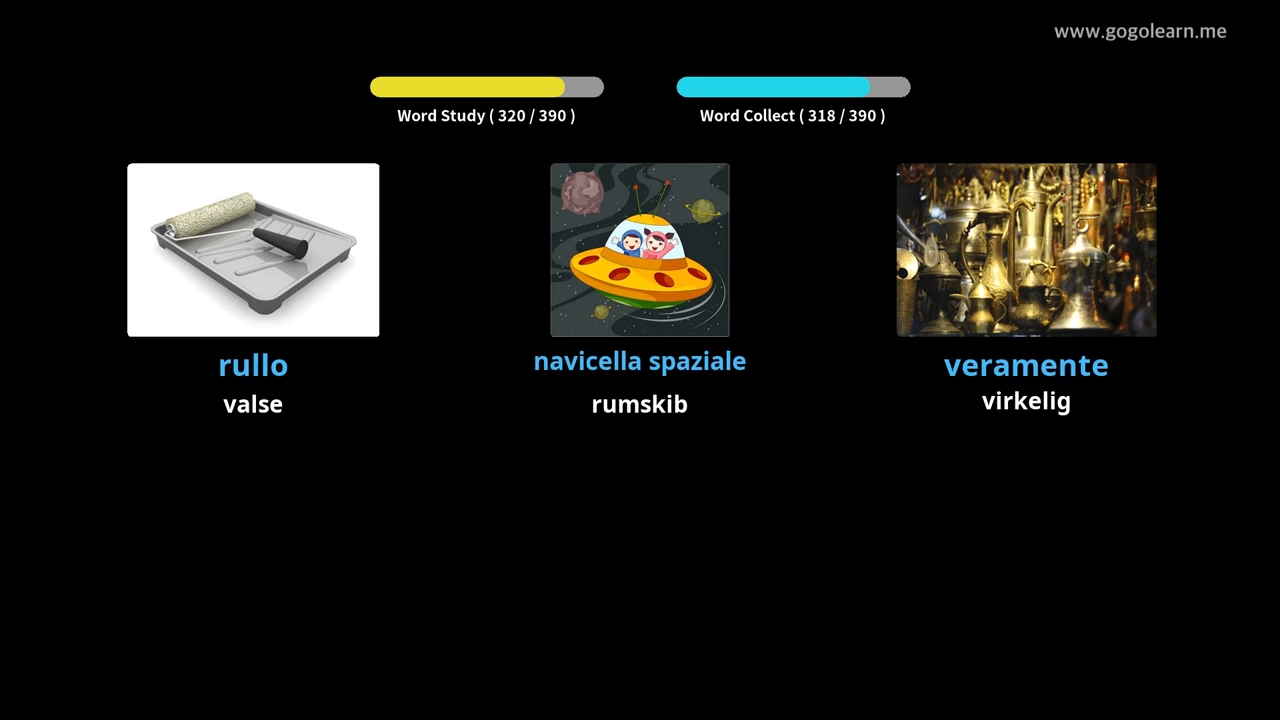 www.gogolearn.me
Word Study ( 320 / 390 )
Word Collect ( 318 / 390 )
rullo
valse
navicella spaziale
rumskib
veramente
virkelig